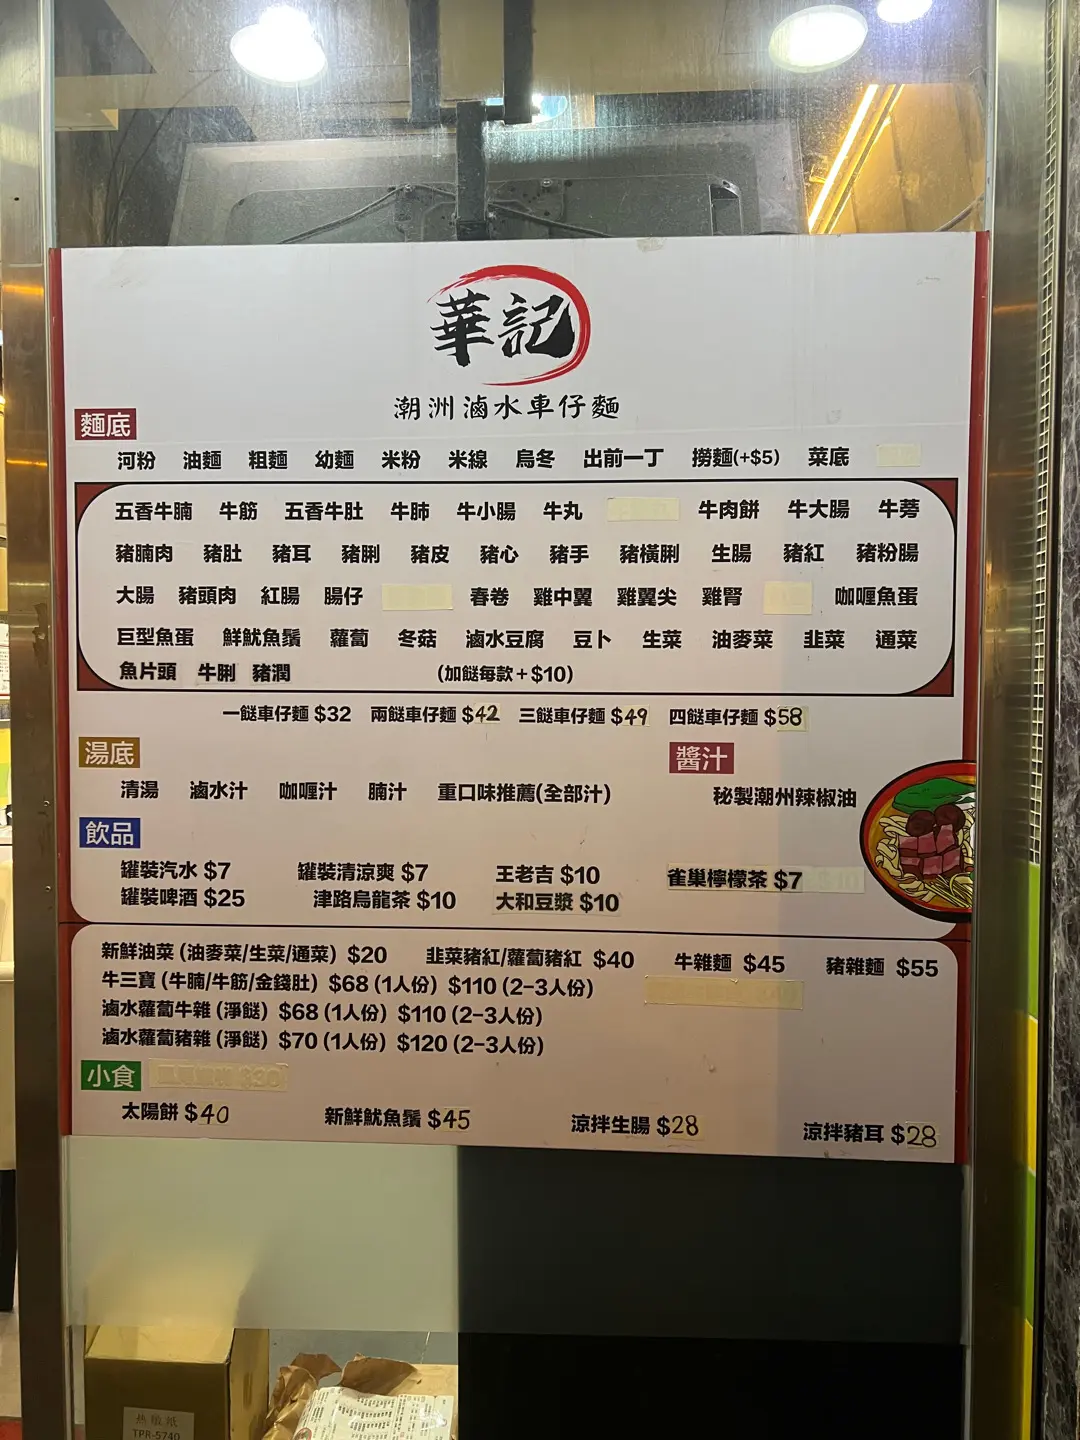 華記
潮洲滷水車仔麵
麵底
河粉 油麵 粗麵 幼麵 米粉 米線 烏冬 出前一丁 撈麵(+$5) 菜底
五香牛腩 牛筋 五香牛肚 牛肺 牛小腸 牛丸 牛肉餅 牛大腸 牛蒡
豬腩肉 豬肚 豬耳 豬脷 豬皮 豬心 豬手 豬橫脷 生腸 豬紅 豬粉腸
大腸 豬頭肉 紅腸 腸仔 春卷 雞中翼 雞翼尖 雞腎 咖喱魚蛋
巨型魚蛋 鮮魷魚鬚 蘿蔔 冬菇 滷水豆腐 豆卜 生菜 油麥菜 韭菜 通菜
魚片頭 牛脷 豬潤 (加餸每款+$10)
一餸車仔麵 $32 兩餸車仔麵 $42 三餸車仔麵 $49 四餸車仔麵 $58
湯底 醬汁
清湯 滷水汁 咖喱汁 腩汁 重口味推薦(全部汁) 秘製潮州辣椒油
飲品
罐裝汽水 $7 罐裝清涼爽 $7 王老吉 $10 雀巢檸檬茶 $7
罐裝啤酒 $25 津路烏龍茶 $10 大和豆漿 $10
新鮮油菜 (油麥菜/生菜/通菜) $20 韭菜豬紅/蘿蔔豬紅 $40 牛雜麵 $45 豬雜麵 $55
牛三寶 (牛腩/牛筋/金錢肚) $68 (1人份) $110 (2-3人份)
滷水蘿蔔牛雜 (淨餸) $68 (1人份) $110 (2-3人份)
滷水蘿蔔豬雜 (淨餸) $70 (1人份) $120 (2-3人份)
小食
太陽餅 $40 新鮮魷魚鬚 $45 涼拌生腸 $28 涼拌豬耳 $28
热敏纸
TPR-5740